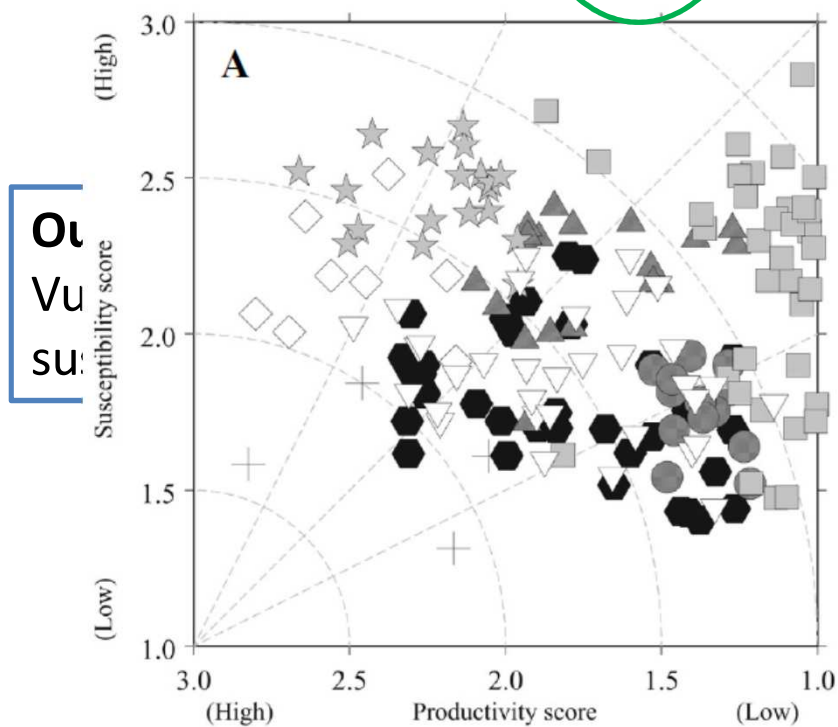 3.0
(High)
A
2.5
Susceptibility score
2.0
1.5
(Low)
1.0
3.0
2.5
2.0
1.5
1.0
(High)
Productivity score
(Low)